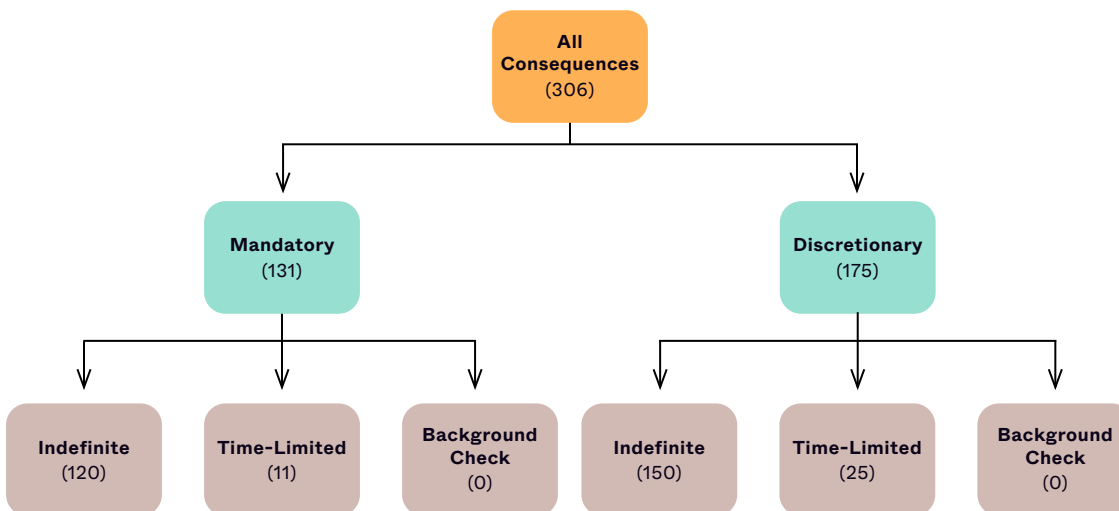 All
Consequences
(306)
Mandatory
(131)
Discretionary
(175)
Indefinite
(120)
Time-Limited
(11)
Background
Check
(0)
Indefinite
(150)
Time-Limited
(25)
Background
Check
(0)